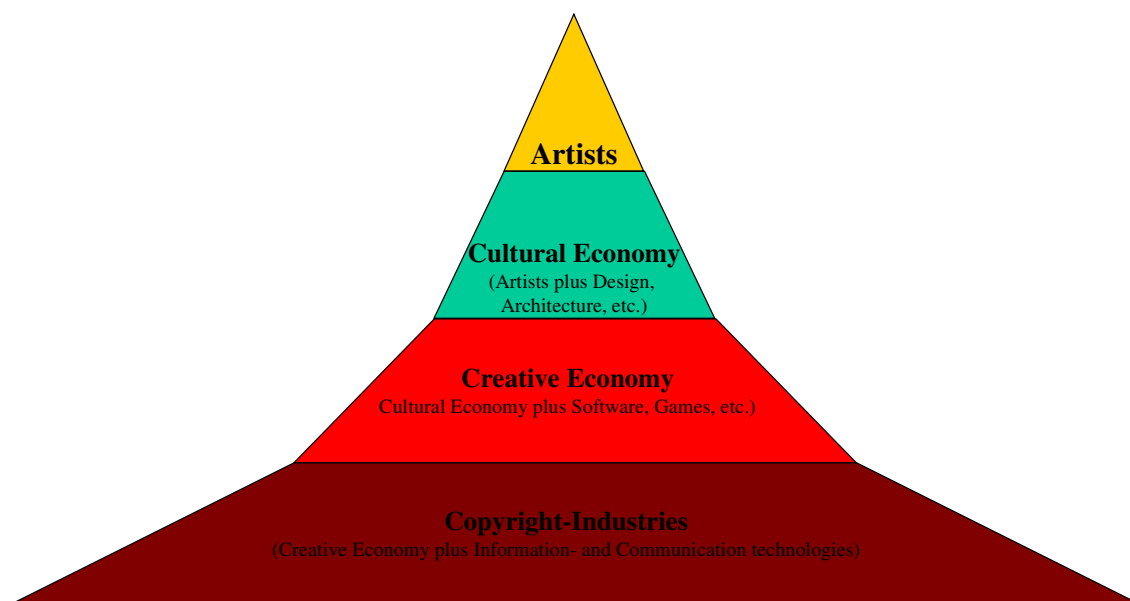 Artists
Cultural Economy
(Artists plus Design,
Architecture, etc.)
Creative Economy
Cultural Economy plus Software, Games, etc.)
Copyright-Industries
(Creative Economy plus Information- and Communication technologies)